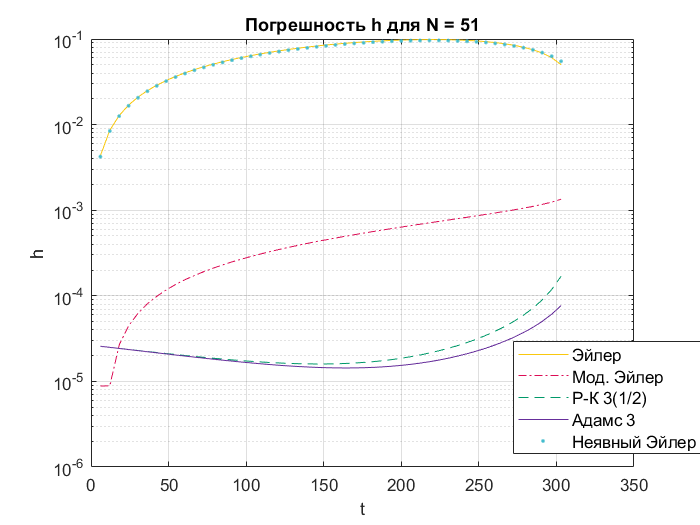 Погрешность h для N = 51
10^-1
10^-2
10^-3
10^-4
10^-5
10^-6
h
0 50 100 150 200 250 300 350
t
Эйлер
Мод. Эйлер
Р-К 3(1/2)
Адамс 3
Неявный Эйлер